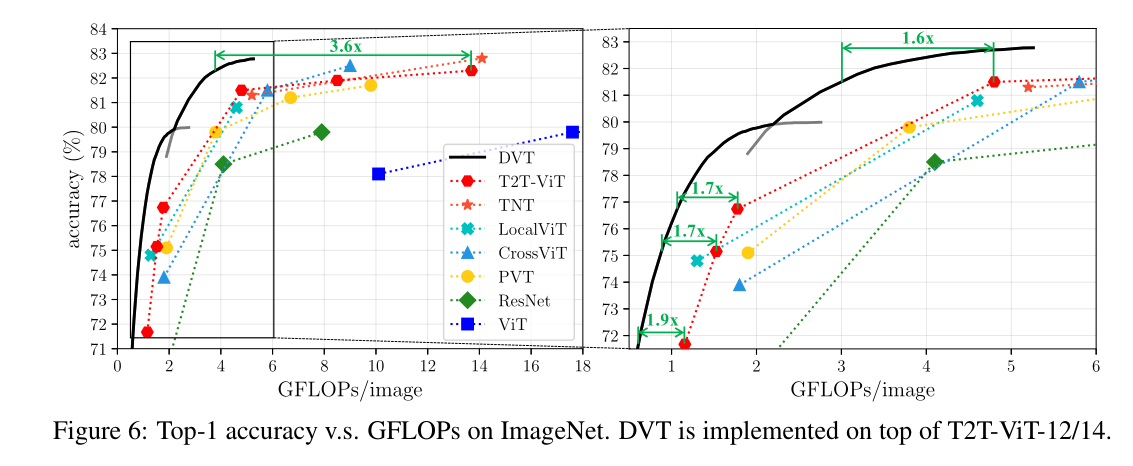 84
83
82
81
80
79
78
77
76
75
74
73
72
71
accuracy (%)
0
2
4
6
8
10
12
14
16
18
GFLOPs/image
3.6x
DVT
T2T-ViT
TNT
LocalViT
CrossViT
PVT
ResNet
ViT
83
82
81
80
79
78
77
76
75
74
73
72
1
2
3
4
5
6
GFLOPs/image
1.6x
1.7x
1.7x
1.9x
Figure 6: Top-1 accuracy v.s. GFLOPs on ImageNet. DVT is implemented on top of T2T-ViT-12/14.